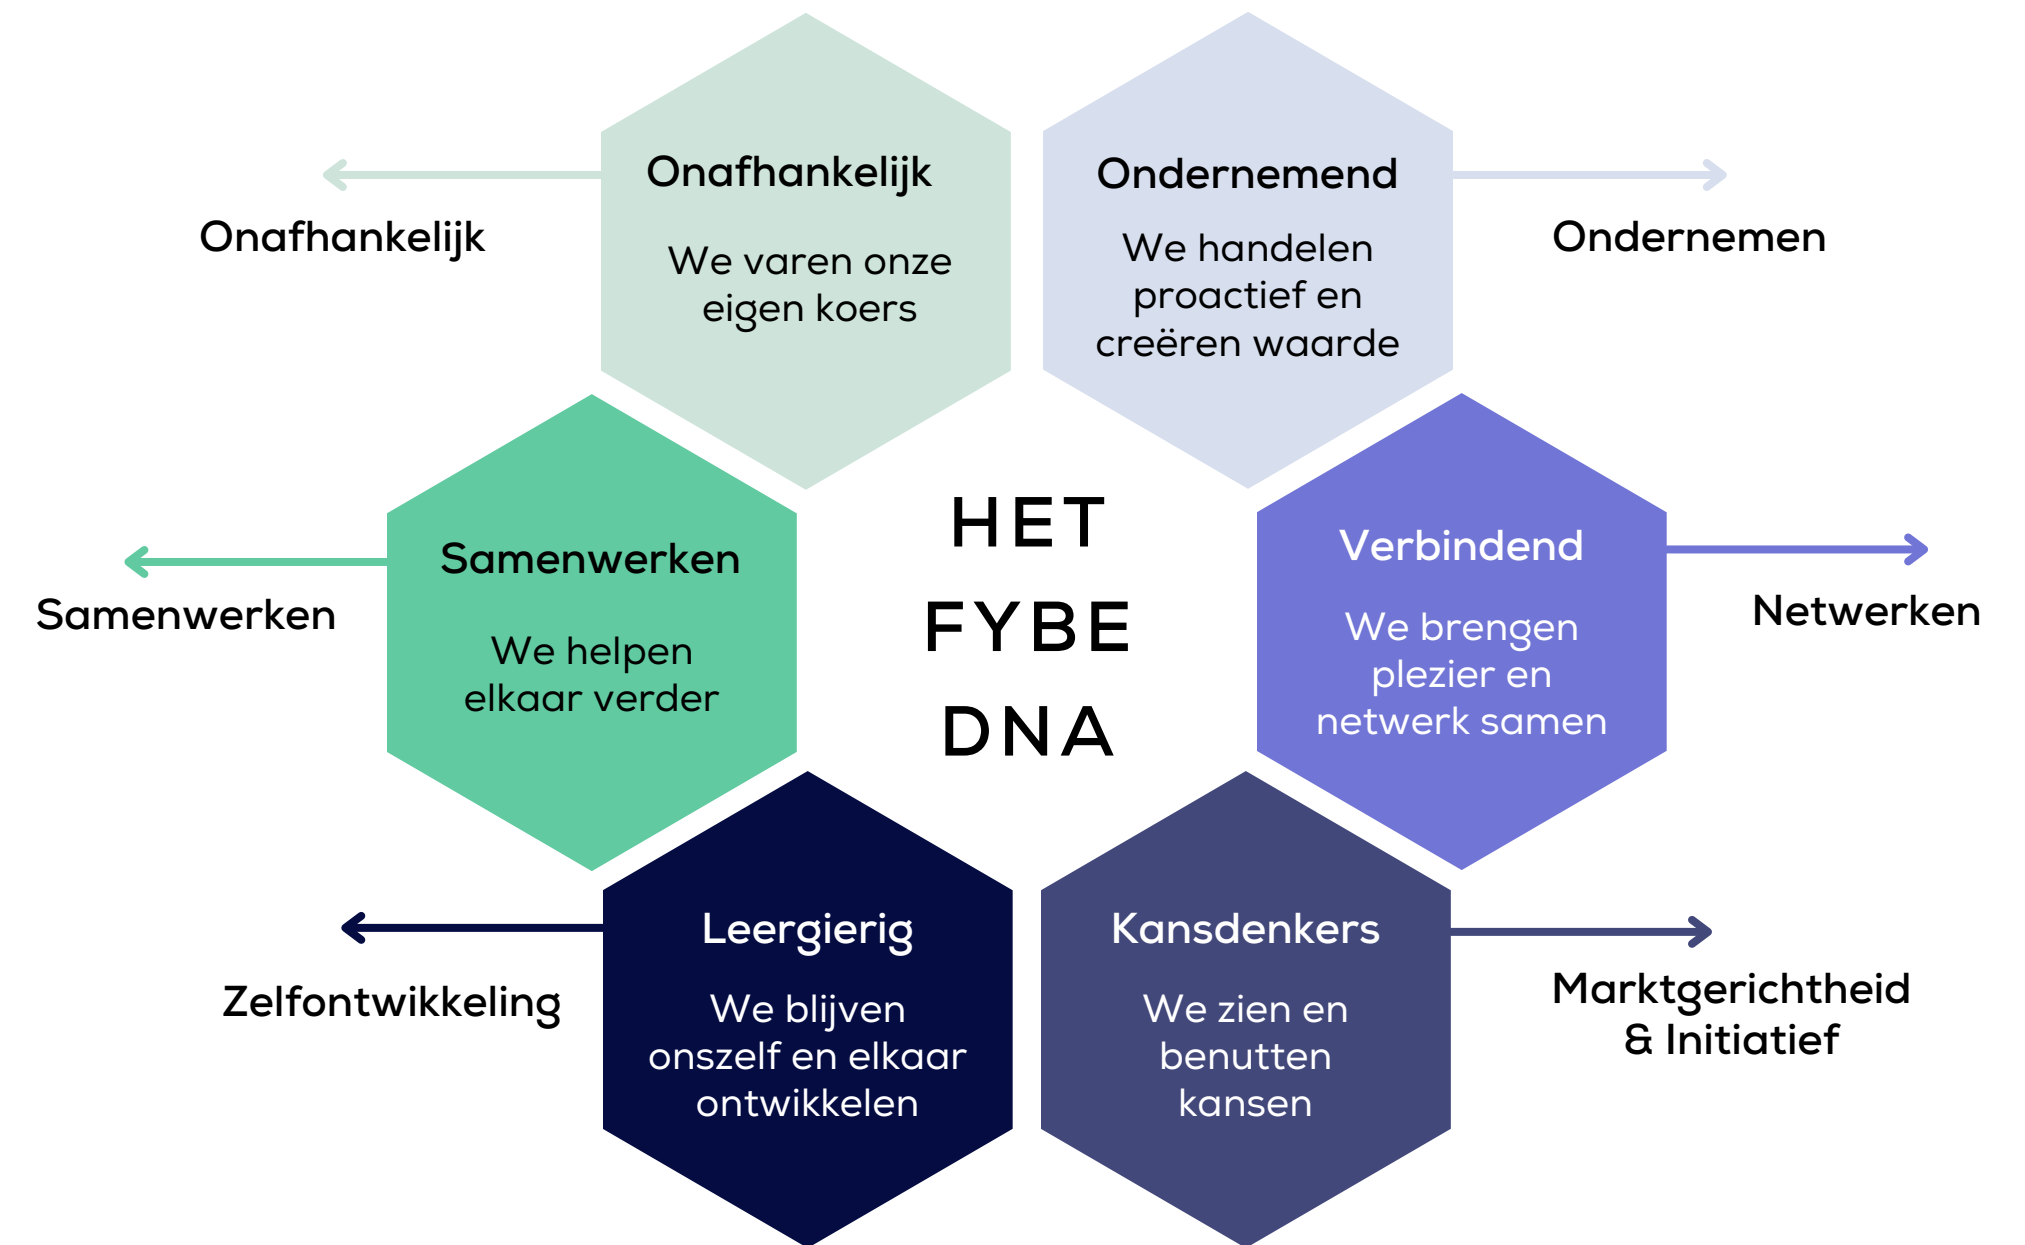 Onafhankelijk
We varen onze
eigen koers
Onafhankelijk
Ondernemend
We handelen
proactief en
creëren waarde
Ondernemen
Samenwerken
We helpen
elkaar verder
Samenwerken
HET
FYBE
DNA
Verbindend
We brengen
plezier en
netwerk samen
Netwerken
Leergierig
We blijven
onszelf en elkaar
ontwikkelen
Zelfontwikkeling
Kansdenkers
We zien en
benutten
kansen
Marktgerichtheid
& Initiatief